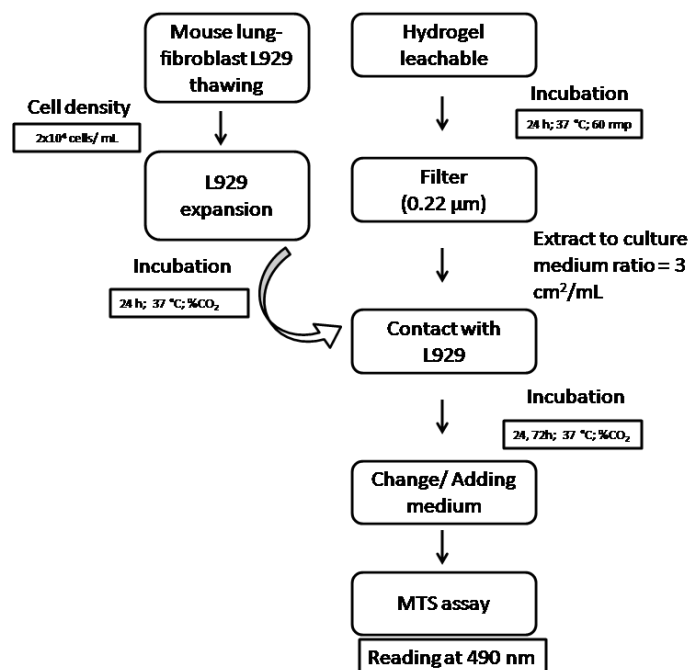 Mouse lung-
fibroblast L929
thawing
Cell density
2x10⁴ cells/ mL
L929
expansion
Incubation
24 h; 37 °C; %CO₂
Hydrogel
leachable
Incubation
24 h; 37 °C; 60 rmp
Filter
(0.22 µm)
Extract to culture
medium ratio = 3
cm²/mL
Contact with
L929
Incubation
24, 72h; 37 °C; %CO₂
Change/ Adding
medium
MTS assay
Reading at 490 nm